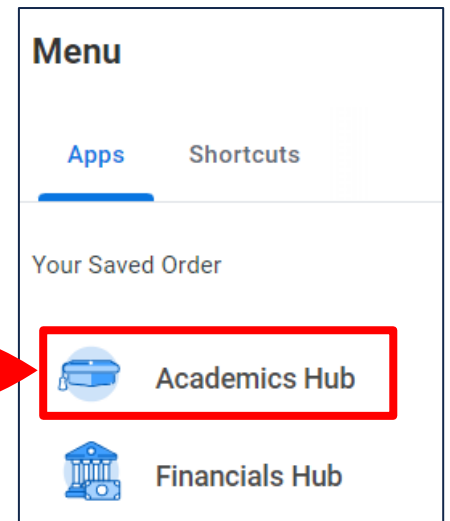 Menu
Apps Shortcuts
Your Saved Order
Academics Hub
Financials Hub